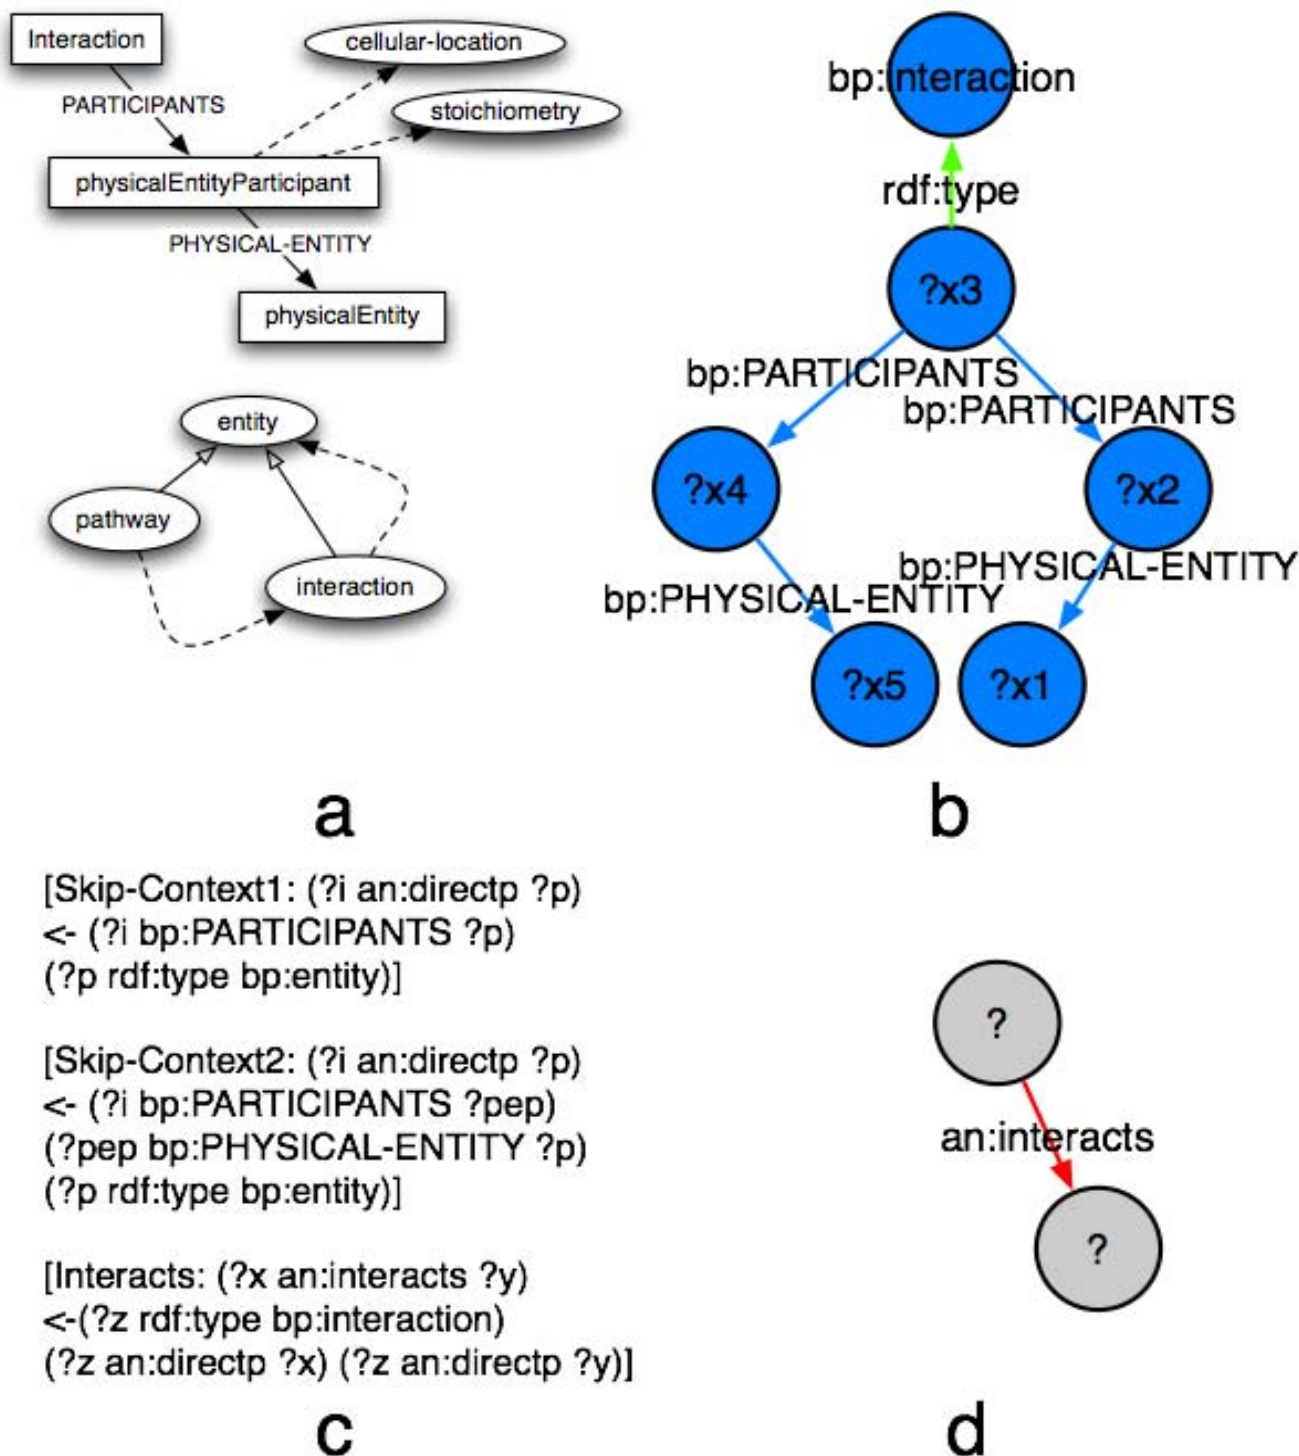 Interaction
cellular-location
PARTICIPANTS
stoichiometry
physicalEntityParticipant
PHYSICAL-ENTITY
physicalEntity
entity
pathway
interaction
a
bp:interaction
rdf:type
?x3
bp:PARTICIPANTS
bp:PARTICIPANTS
?x4
?x2
bp:PHYSICAL-ENTITY
bp:PHYSICAL-ENTITY
?x5
?x1
b
[Skip-Context1: (?i an:directp ?p)
<- (?i bp:PARTICIPANTS ?p)
(?p rdf:type bp:entity)]
[Skip-Context2: (?i an:directp ?p)
<- (?i bp:PARTICIPANTS ?pep)
(?pep bp:PHYSICAL-ENTITY ?p)
(?p rdf:type bp:entity)]
[Interacts: (?x an:interacts ?y)
<-(?z rdf:type bp:interaction)
(?z an:directp ?x) (?z an:directp ?y)]
c
?
an:interacts
?
d